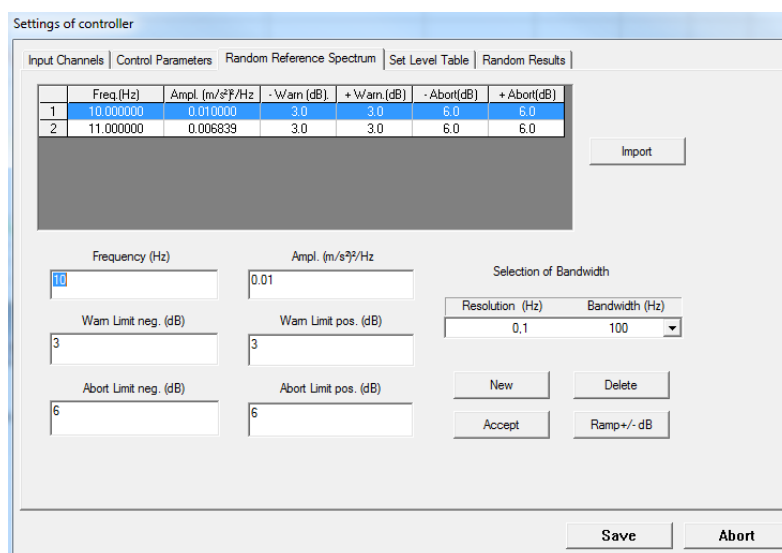 Settings of controller
Input Channels Control Parameters Random Reference Spectrum Set Level Table Random Results
Freq.(Hz) Ampl. (m/s²)²/Hz - Warn (dB). + Warn.(dB) - Abort(dB) + Abort(dB)
1 10.000000 0.010000 3.0 3.0 6.0 6.0
2 11.000000 0.006839 3.0 3.0 6.0 6.0
Import
Frequency (Hz) Ampl. (m/s²)²/Hz
10 0.01
Selection of Bandwidth
Resolution (Hz) Bandwidth (Hz)
0,1 100
Warn Limit neg. (dB) Warn Limit pos. (dB)
3 3
Abort Limit neg. (dB) Abort Limit pos. (dB)
6 6
New Delete
Accept Ramp+/- dB
Save Abort